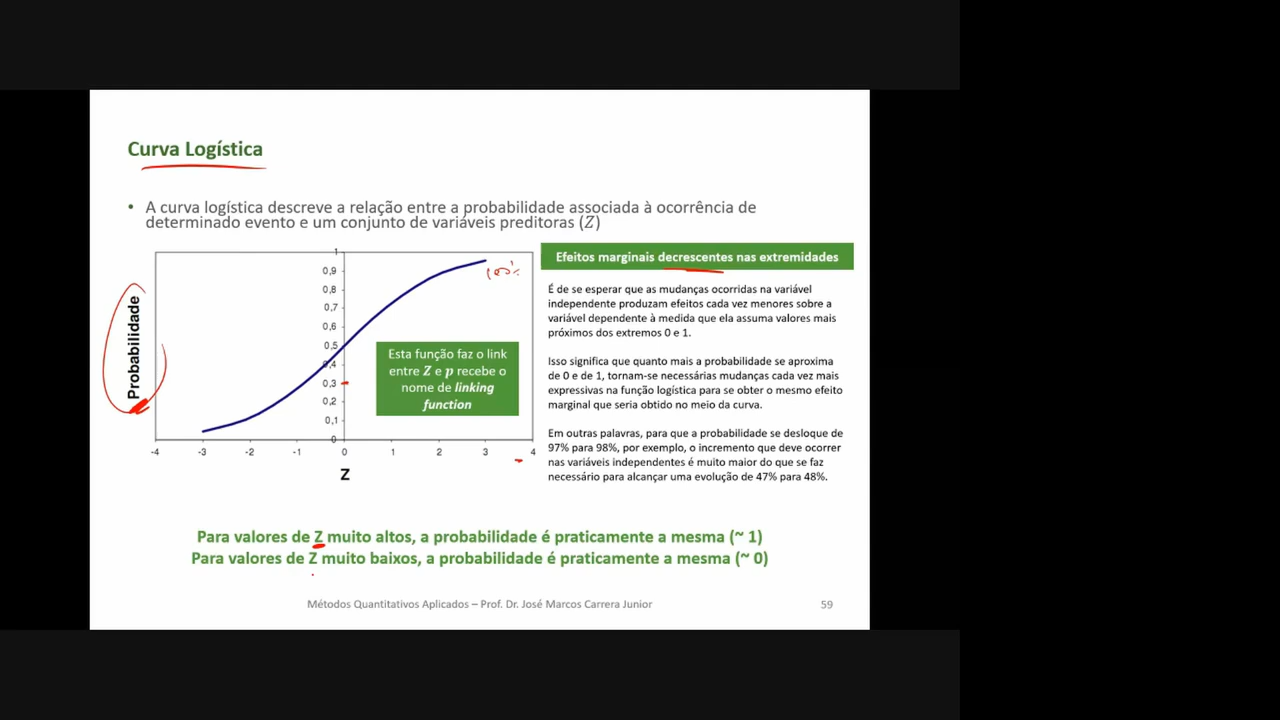 Curva Logística
• A curva logística descreve a relação entre a probabilidade associada à ocorrência de
determinado evento e um conjunto de variáveis preditoras (Z)
Probabilidade
1
0,9
0,8
0,7
0,6
0,5
0,4
0,3
0,2
0,1
0
-4 -3 -2 -1 0 1 2 3 4
Z
100%
Esta função faz o link
entre Z e p recebe o
nome de linking
function
Efeitos marginais decrescentes nas extremidades
É de se esperar que as mudanças ocorridas na variável
independente produzam efeitos cada vez menores sobre a
variável dependente à medida que ela assuma valores mais
próximos dos extremos 0 e 1.
Isso significa que quanto mais a probabilidade se aproxima
de 0 e de 1, tornam-se necessárias mudanças cada vez mais
expressivas na função logística para se obter o mesmo efeito
marginal que seria obtido no meio da curva.
Em outras palavras, para que a probabilidade se desloque de
97% para 98%, por exemplo, o incremento que deve ocorrer
nas variáveis independentes é muito maior do que se faz
necessário para alcançar uma evolução de 47% para 48%.
Para valores de Z muito altos, a probabilidade é praticamente a mesma (~ 1)
Para valores de Z muito baixos, a probabilidade é praticamente a mesma (~ 0)
Métodos Quantitativos Aplicados – Prof. Dr. José Marcos Carrera Junior
59